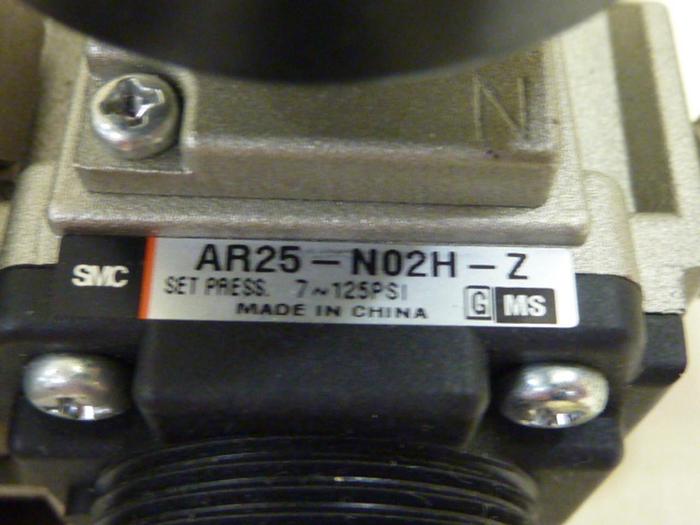 N
SMC
AR25-N02H-Z
SET PRESS. 7~125PSI
MADE IN CHINA
G MS